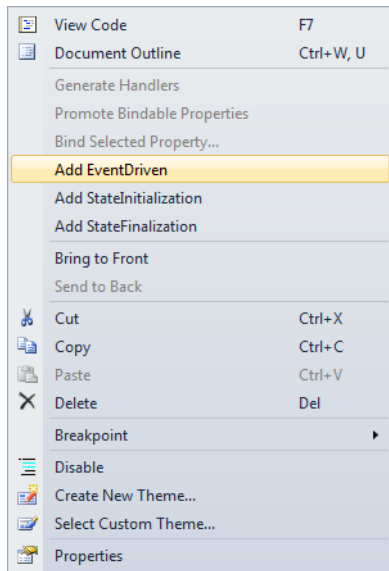 View Code F7
Document Outline Ctrl+W, U
Generate Handlers
Promote Bindable Properties
Bind Selected Property...
Add EventDriven
Add StateInitialization
Add StateFinalization
Bring to Front
Send to Back
Cut Ctrl+X
Copy Ctrl+C
Paste Ctrl+V
Delete Del
Breakpoint
Disable
Create New Theme...
Select Custom Theme...
Properties